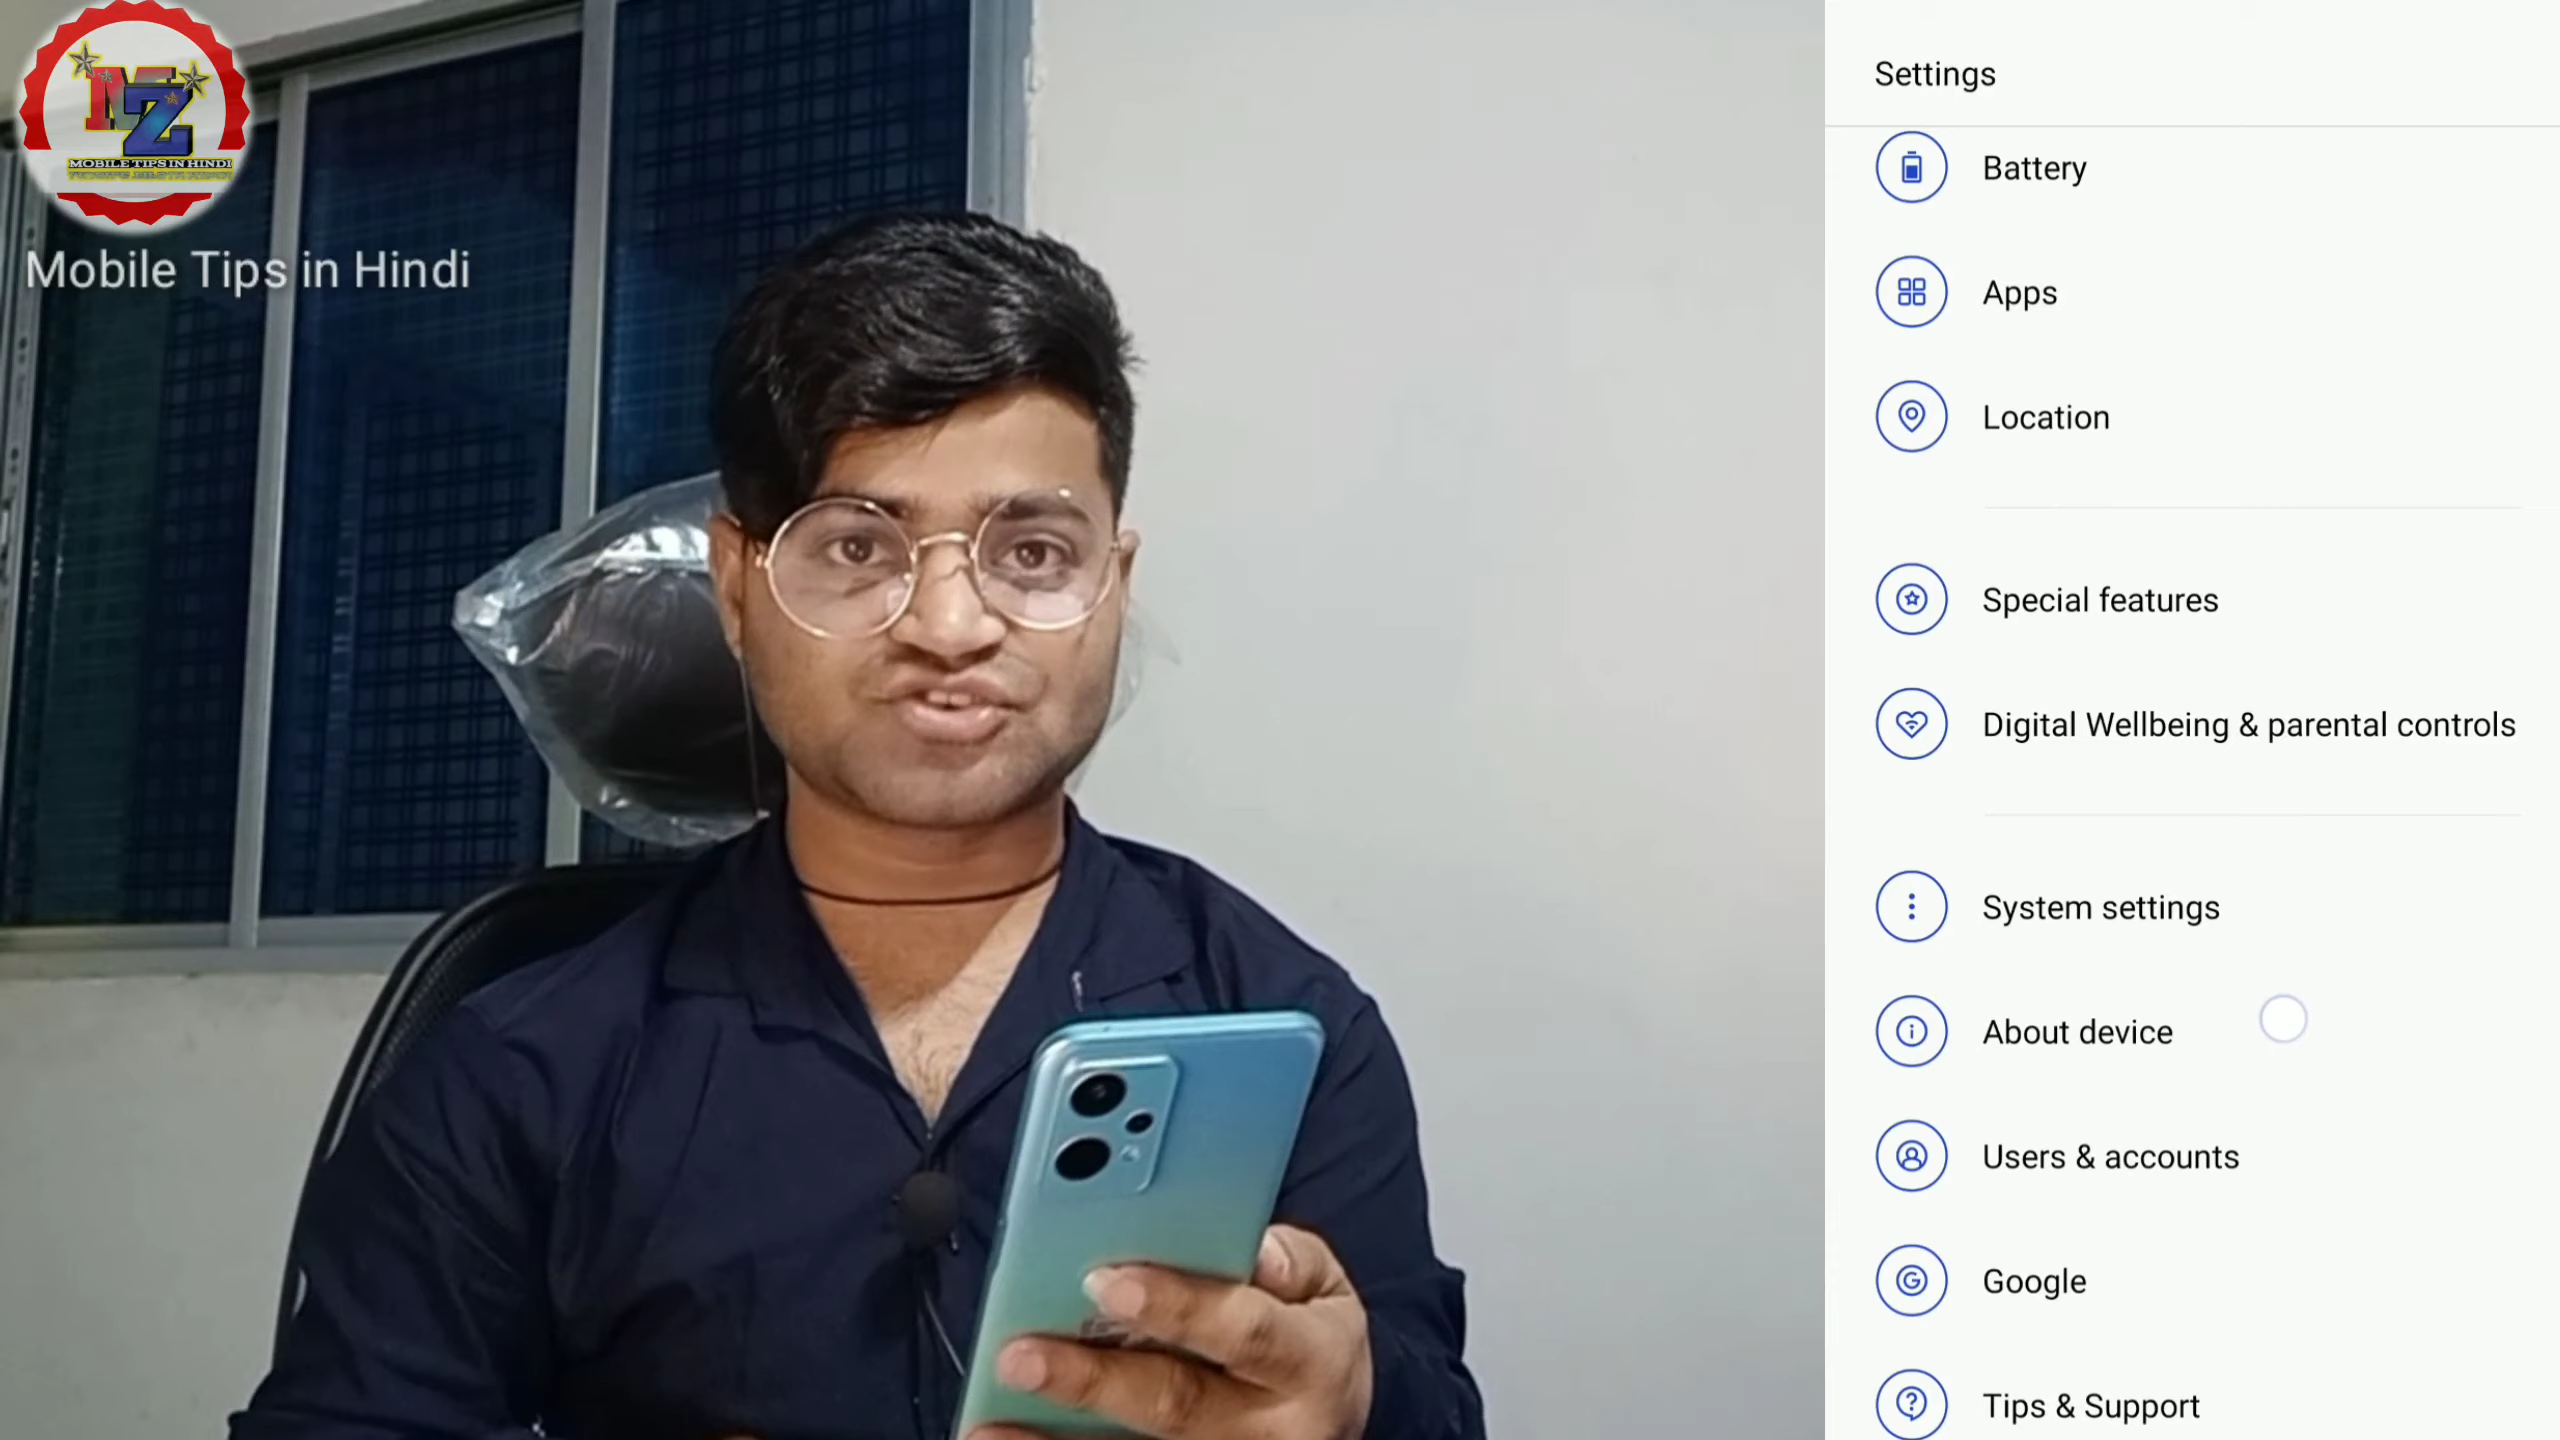 MZ
MOBILE TIPS IN HINDI
Mobile Tips in Hindi
Settings
Battery
Apps
Location
Special features
Digital Wellbeing & parental controls
System settings
About device
Users & accounts
Google
Tips & Support